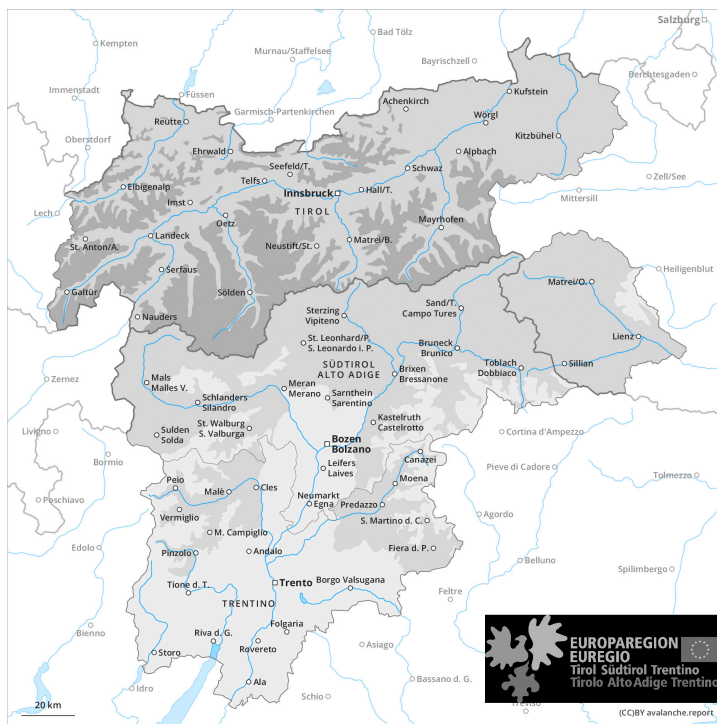 Salzburg
Kempten
Bad Tölz
Murnau/Staffelsee
Bayrischzell
Berchtesgaden
Immenstadt
Füssen
Kufstein
Achenkirch
Garmisch-Partenkirchen
Reutte
Wörgl
Oberstdorf
Kitzbühel
Ehrwald
Alpbach
Seefeld/T.
Schwaz
Zell/See
Telfs
Elbigenalp
Innsbruck
Hall/T.
Mittersill
Imst
TIROL
Lech
Oetz
Mayrhofen
St. Anton/A.
Landeck
Neustift/St.
Matrei/B.
Serfaus
Heiligenblut
Galtür
Sölden
Matrei/O.
Sand/T.
Campo Tures
Nauders
Sterzing
Vipiteno
Lienz
St. Leonhard/P.
S. Leonardo i. P.
Bruneck
Brunico
SÜDTIROL
ALTO ADIGE
Toblach
Dobbiaco
Sillian
Brixen
Bressanone
Zernez
Mals
Malles V.
Meran
Merano
Sarnthein
Sarentino
Schlanders
Silandro
Kastelruth
Castelrotto
St. Walburg
S. Valburga
Livigno
Sulden
Solda
Cortina d'Ampezzo
Bozen
Bolzano
Bormio
Canazei
Pieve di Cadore
Leifers
Laives
Tolmezzo
Peio
Moena
Malè
Cles
Neumarkt
Egna
Poschiavo
Predazzo
Vermiglio
S. Martino d. C.
Agordo
M. Campiglio
Edolo
Pinzolo
Andalo
Fiera d. P.
Belluno
Spilimbergo
Tione d. T.
Trento
Borgo Valsugana
Feltre
TRENTINO
Bienno
Folgaria
Riva d. G.
Rovereto
Asiago
Storo
Bassano d. G.
Ala
Idro
Schio
Treviso
EUROPAREGION
EUREGIO
Tirol Südtirol Trentino
Tirolo Alto Adige Trentino
20 km
(CC)BY avalanche.report